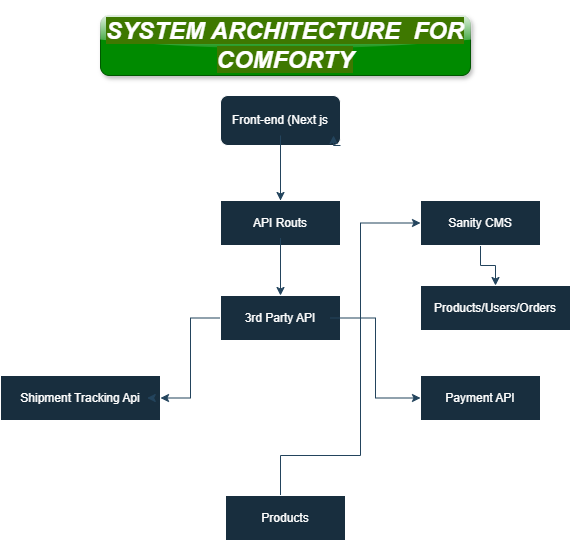 SYSTEM ARCHITECTURE FOR
COMFORTY
Front-end (Next js
API Routs
Sanity CMS
3rd Party API
Products/Users/Orders
Shipment Tracking Api
Payment API
Products